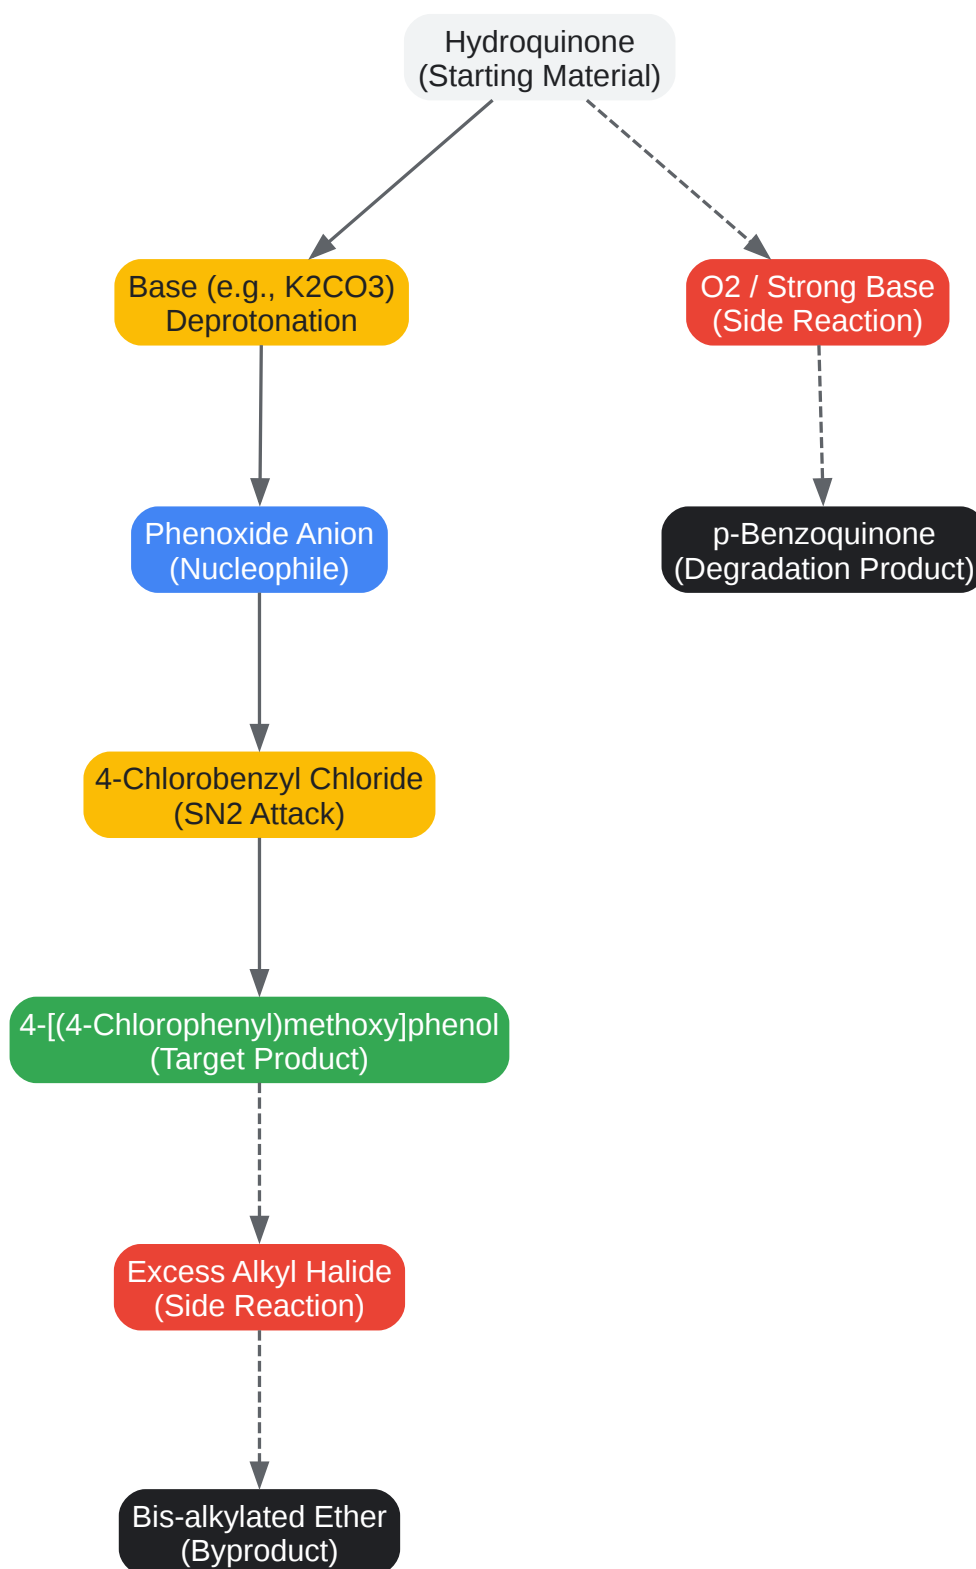 Hydroquinone
(Starting Material)
Base (e.g., K2CO3)
Deprotonation
O2 / Strong Base
(Side Reaction)
Phenoxide Anion
(Nucleophile)
p-Benzoquinone
(Degradation Product)
4-Chlorobenzyl Chloride
(SN2 Attack)
4-[(4-Chlorophenyl)methoxy]phenol
(Target Product)
Excess Alkyl Halide
(Side Reaction)
Bis-alkylated Ether
(Byproduct)